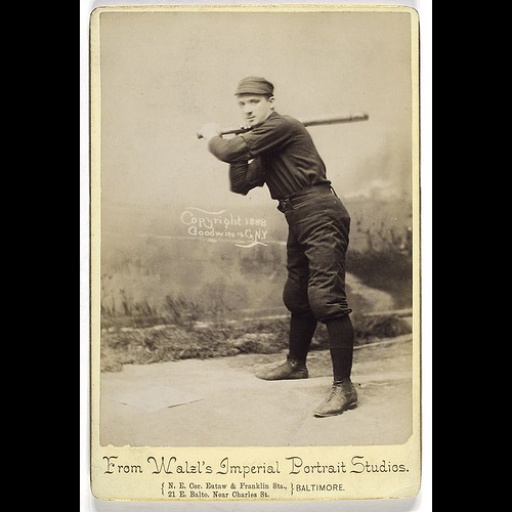 Copyright 1888
Goodwin & Co. N.Y.
From Walzl's Imperial Portrait Studios.
{ N. E. Cor. Eutaw & Franklin Sts., } BALTIMORE.
{ 21 E. Balto. Near Charles St.